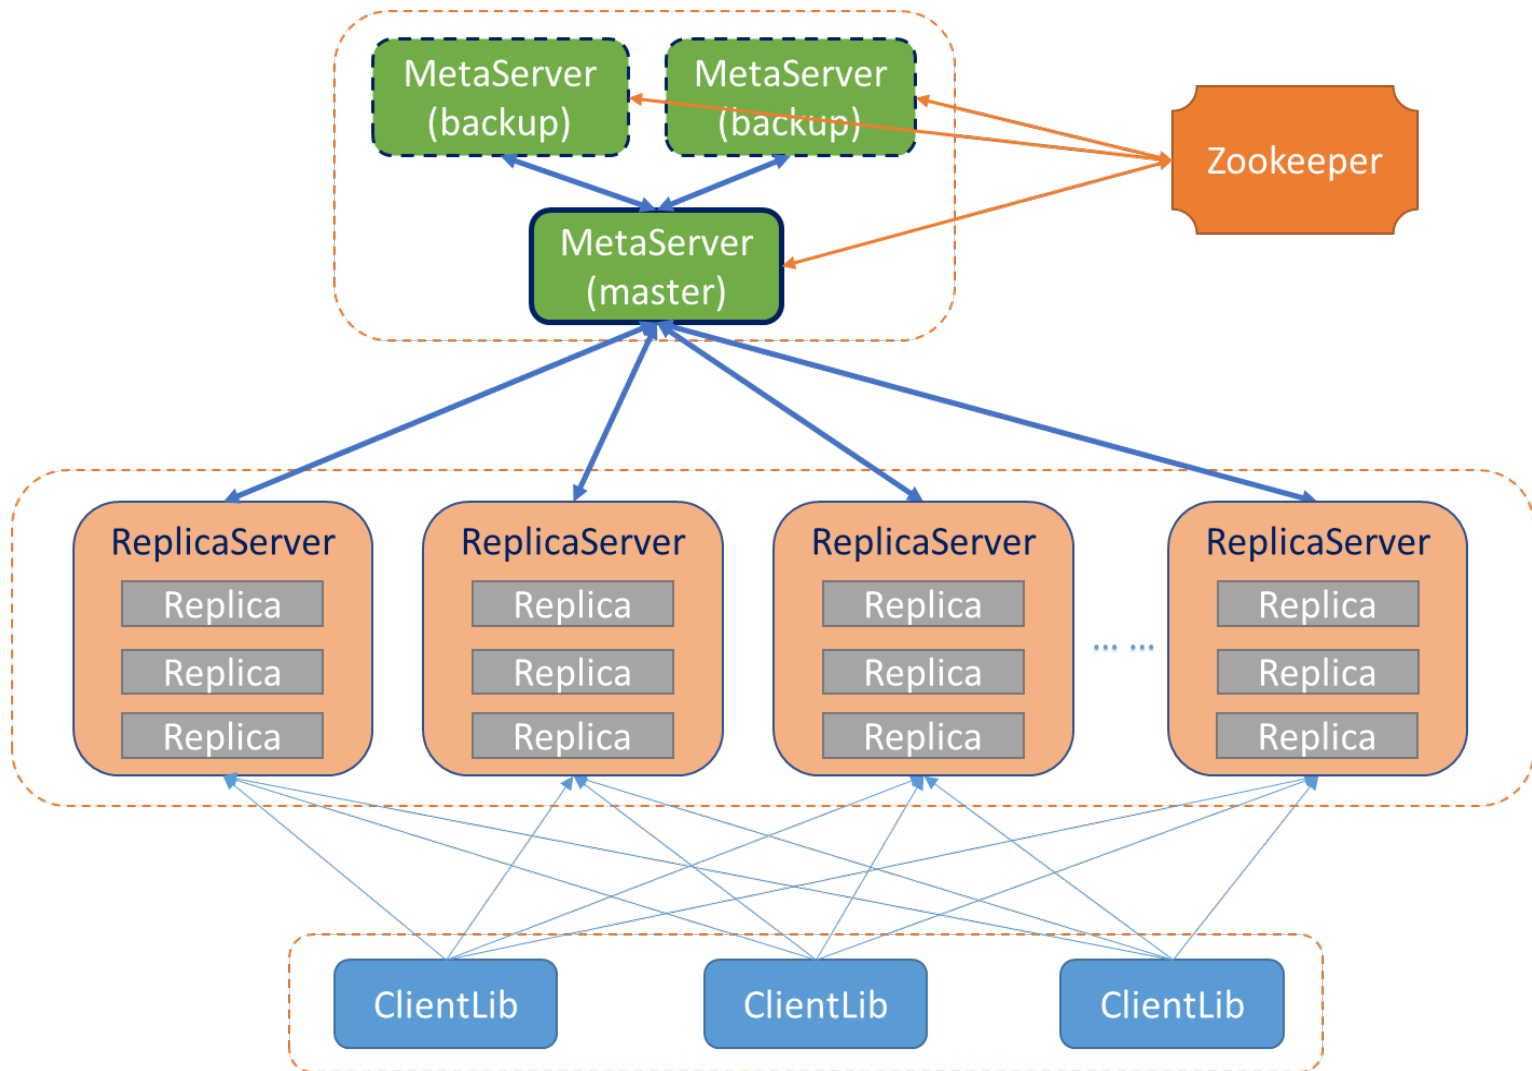 MetaServer
(backup)
MetaServer
(backup)
Zookeeper
MetaServer
(master)
ReplicaServer
Replica
Replica
Replica
ReplicaServer
Replica
Replica
Replica
ReplicaServer
Replica
Replica
Replica
... ...
ReplicaServer
Replica
Replica
Replica
ClientLib
ClientLib
ClientLib